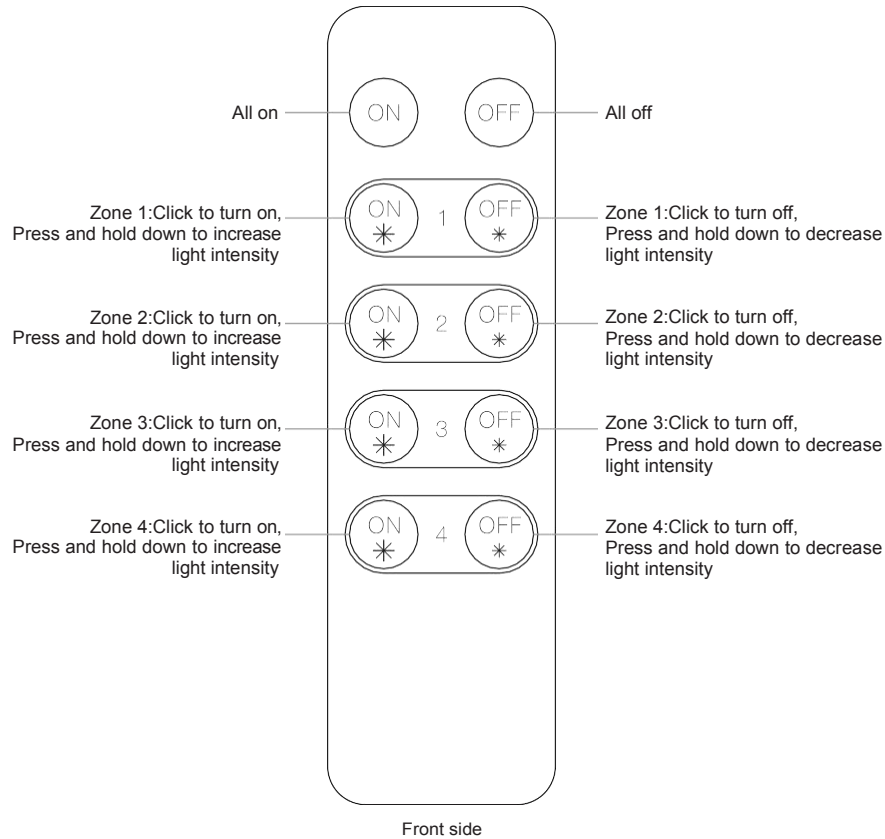 All on
ON
OFF
All off
Zone 1:Click to turn on,
Press and hold down to increase
light intensity
ON
1
OFF
Zone 1:Click to turn off,
Press and hold down to decrease
light intensity
Zone 2:Click to turn on,
Press and hold down to increase
light intensity
ON
2
OFF
Zone 2:Click to turn off,
Press and hold down to decrease
light intensity
Zone 3:Click to turn on,
Press and hold down to increase
light intensity
ON
3
OFF
Zone 3:Click to turn off,
Press and hold down to decrease
light intensity
Zone 4:Click to turn on,
Press and hold down to increase
light intensity
ON
4
OFF
Zone 4:Click to turn off,
Press and hold down to decrease
light intensity
Front side